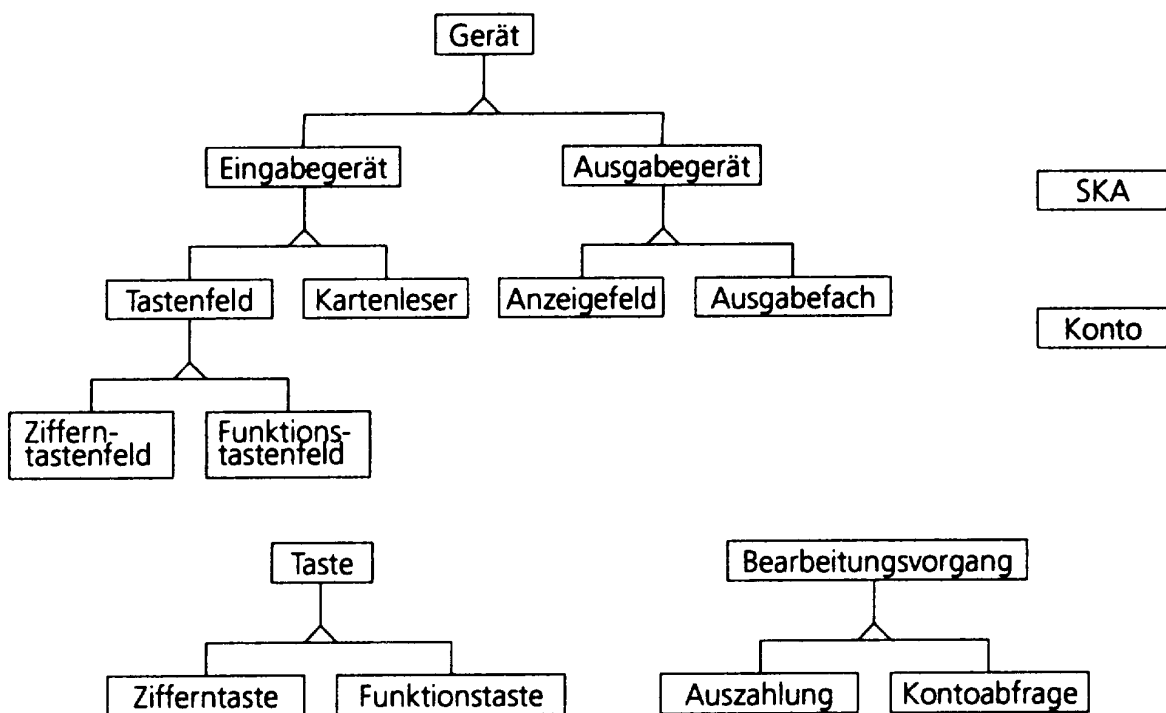 Gerät
Eingabegerät
Ausgabegerät
SKA
Tastenfeld
Kartenleser
Anzeigefeld
Ausgabefach
Konto
Ziffern-
tastenfeld
Funktions-
tastenfeld
Taste
Bearbeitungsvorgang
Zifferntaste
Funktionstaste
Auszahlung
Kontoabfrage